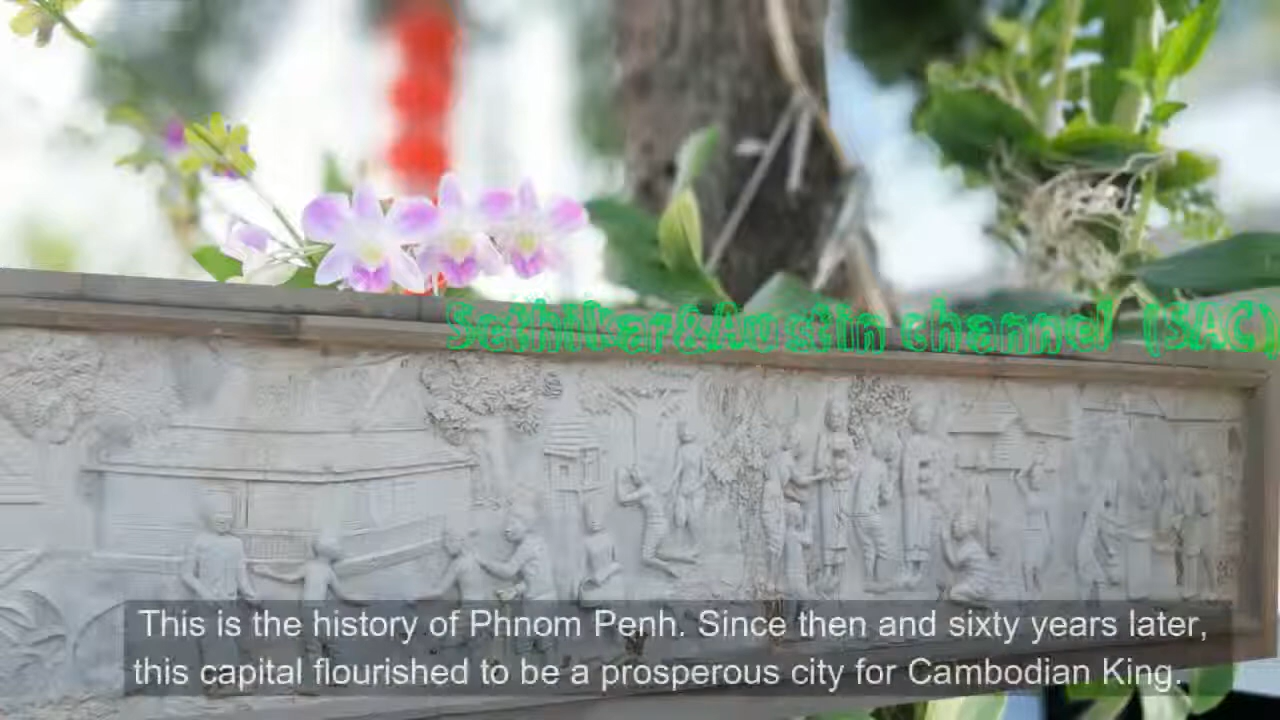 Sethikar&Austin channel (SAC)
This is the history of Phnom Penh. Since then and sixty years later,
this capital flourished to be a prosperous city for Cambodian King.